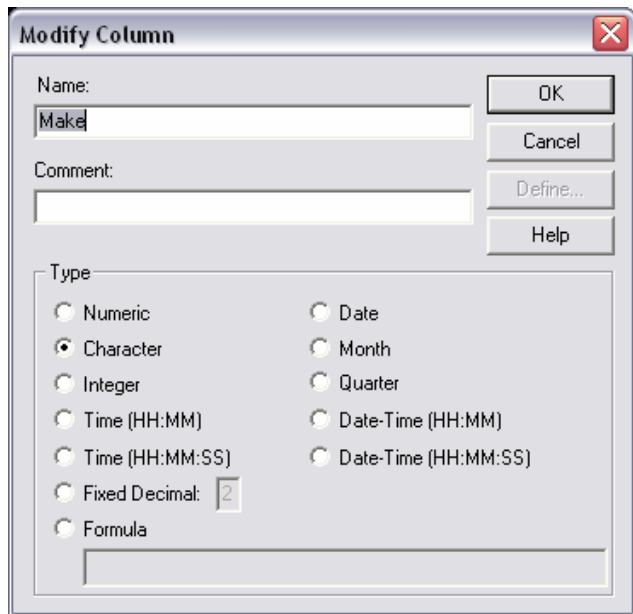 Modify Column
Name:
Make
OK
Cancel
Comment:
Define...
Help
Type
Numeric
Date
Character
Month
Integer
Quarter
Time (HH:MM)
Date-Time (HH:MM)
Time (HH:MM:SS)
Date-Time (HH:MM:SS)
Fixed Decimal: 2
Formula